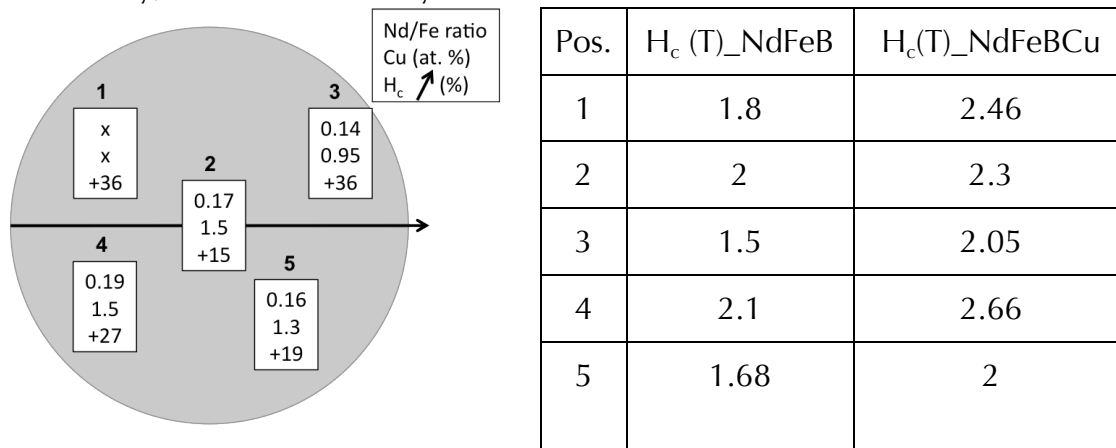 Nd/Fe ratio
Cu (at. %)
Hc (%)
1
x
x
+36
3
0.14
0.95
+36
2
0.17
1.5
+15
4
0.19
1.5
+27
5
0.16
1.3
+19
Pos. Hc (T)_NdFeB Hc(T)_NdFeBCu
1 1.8 2.46
2 2 2.3
3 1.5 2.05
4 2.1 2.66
5 1.68 2